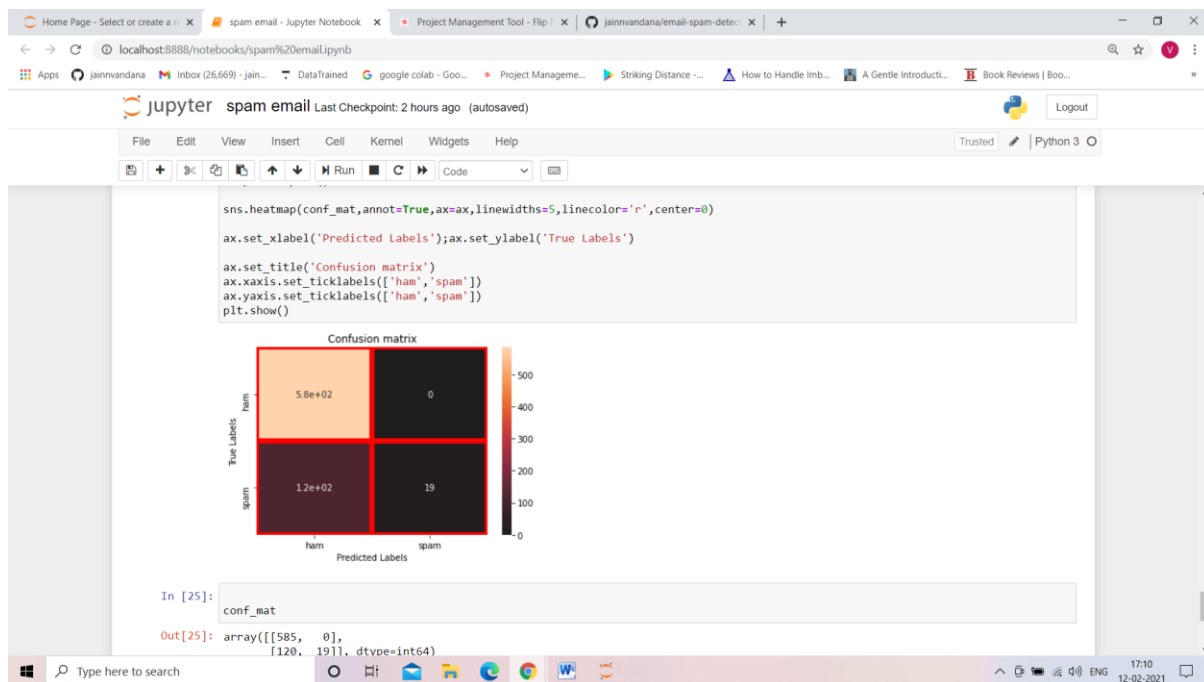 Home Page - Select or create a n
spam email - Jupyter Notebook
Project Management Tool - Flip
jainnvandana/email-spam-detect
localhost:8888/notebooks/spam%20email.ipynb
Apps
jainnvandana
Inbox (26,669) - jain...
DataTrained
google colab - Goo...
Project Manageme...
Striking Distance -...
How to Handle Imb...
A Gentle Introducti...
Book Reviews | Boo...
V
jupyter spam email Last Checkpoint: 2 hours ago (autosaved)
Logout
File Edit View Insert Cell Kernel Widgets Help
Trusted
Python 3
Run
Code
sns.heatmap(conf_mat,annot=True,ax=ax,linewidths=5,linecolor='r',center=0)
ax.set_xlabel('Predicted Labels');ax.set_ylabel('True Labels')
ax.set_title('Confusion matrix')
ax.xaxis.set_ticklabels(['ham','spam'])
ax.yaxis.set_ticklabels(['ham','spam'])
plt.show()
Confusion matrix
True Labels
ham
spam
5.8e+02
0
1.2e+02
19
ham
spam
Predicted Labels
500
400
300
200
100
0
In [25]:
conf_mat
Out[25]: array([[585, 0],
[120, 19]], dtype=int64)
Type here to search
W
ENG
17:10
12-02-2021